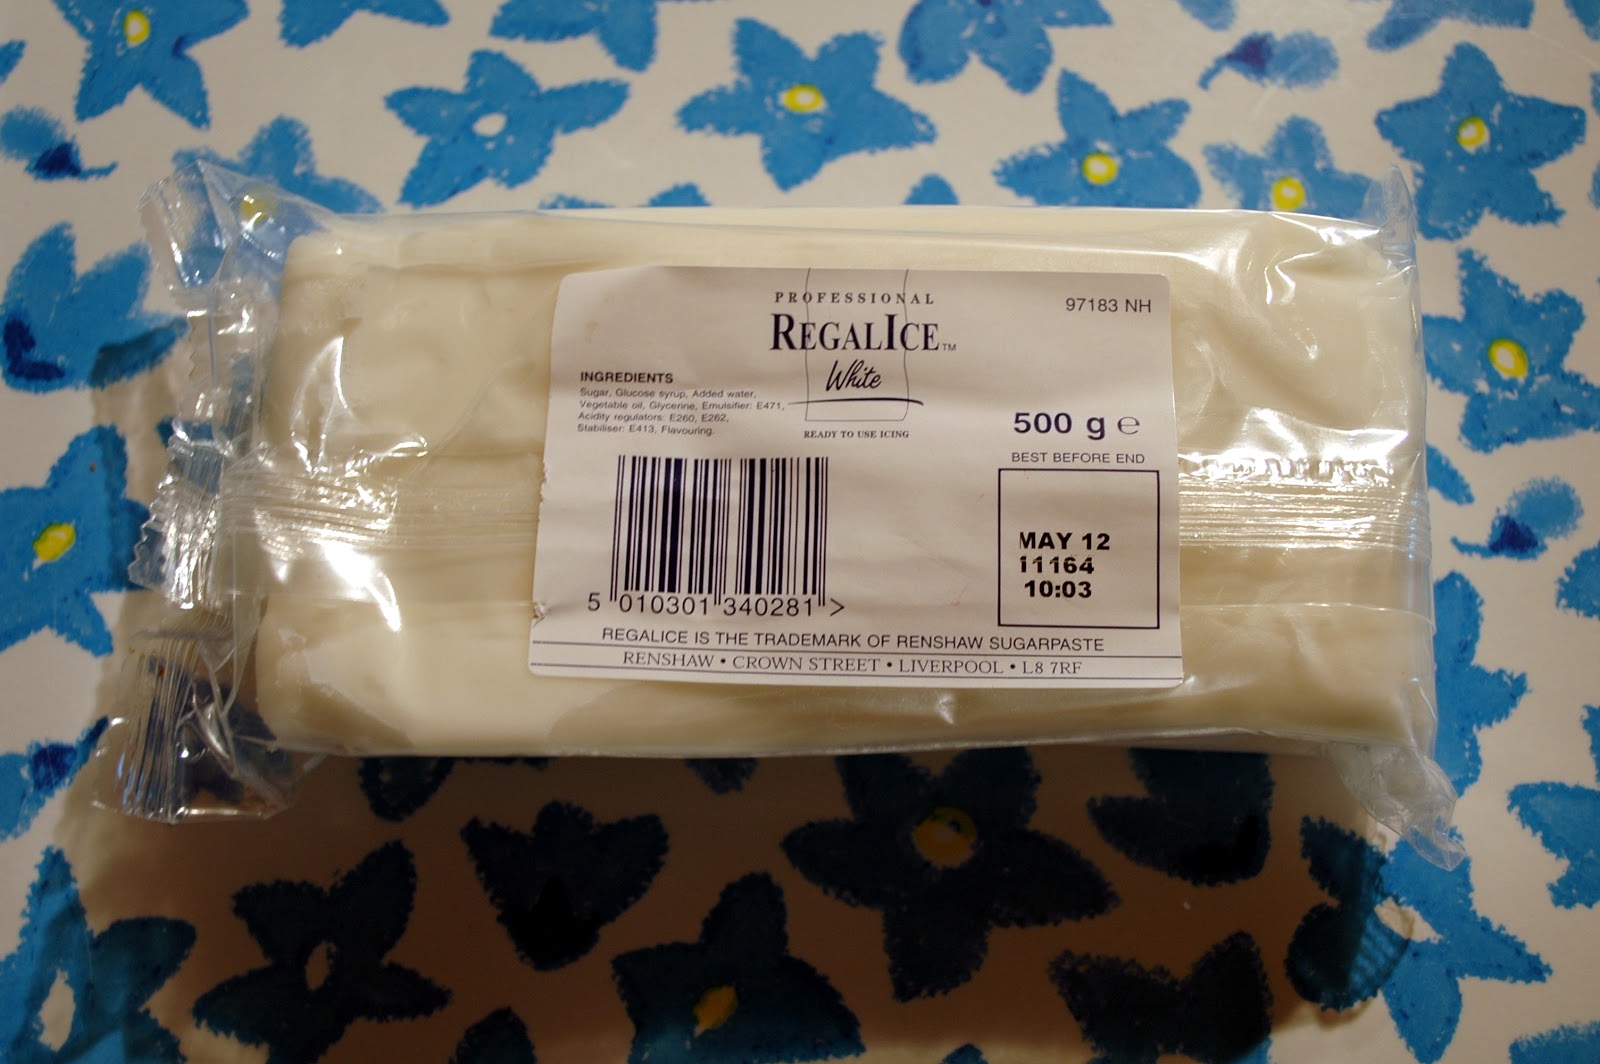 PROFESSIONAL
REGALICE™
White
READY TO USE ICING
97183 NH
INGREDIENTS
Sugar, Glucose syrup, Added water,
Vegetable oil, Glycerine, Emulsifier: E471,
Acidity regulators: E260, E262,
Stabiliser: E413, Flavouring.
500 g ℮
BEST BEFORE END
MAY 12
11164
10:03
5 010301 340281 >
REGALICE IS THE TRADEMARK OF RENSHAW SUGARPASTE
RENSHAW • CROWN STREET • LIVERPOOL • L8 7RF